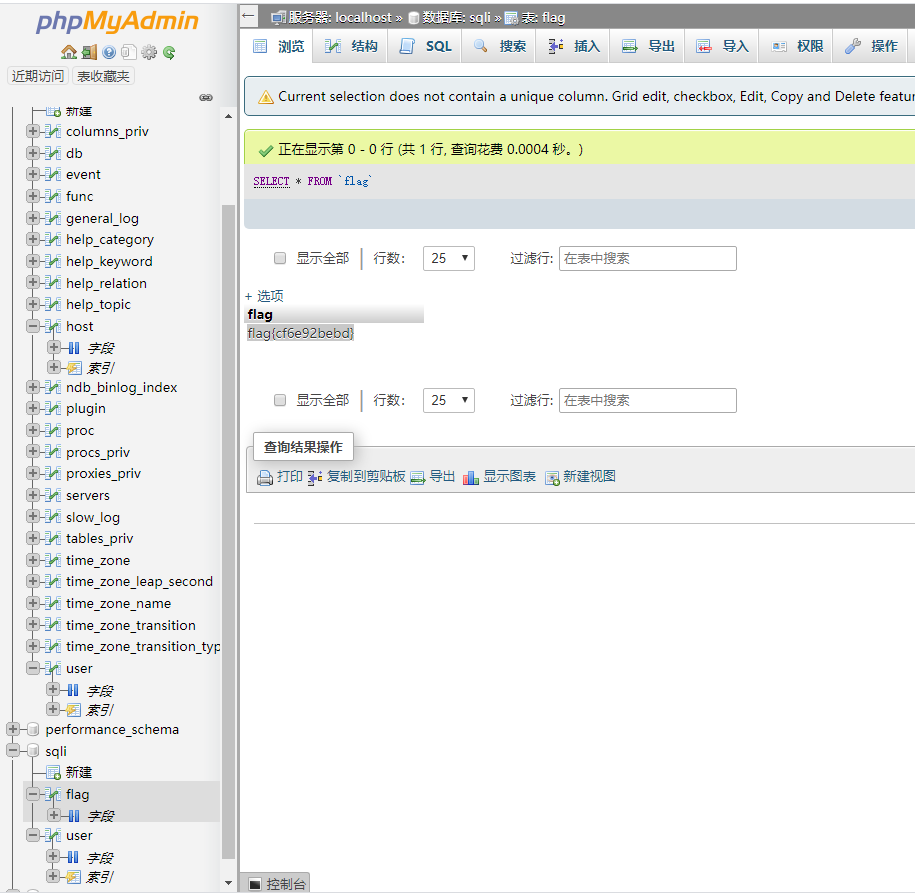 phpMyAdmin
近期访问 表收藏夹
新建
columns_priv
db
event
func
general_log
help_category
help_keyword
help_relation
help_topic
host
字段
索引
ndb_binlog_index
plugin
proc
procs_priv
proxies_priv
servers
slow_log
tables_priv
time_zone
time_zone_leap_second
time_zone_name
time_zone_transition
time_zone_transition_typ
user
字段
索引
performance_schema
sqli
新建
flag
字段
user
字段
索引
服务器: localhost » 数据库: sqli » 表: flag
浏览 结构 SQL 搜索 插入 导出 导入 权限 操作
Current selection does not contain a unique column. Grid edit, checkbox, Edit, Copy and Delete featur
正在显示第 0 - 0 行 (共 1 行, 查询花费 0.0004 秒。)
SELECT * FROM `flag`
显示全部 | 行数: 25 过滤行: 在表中搜索
+ 选项
flag
flag{cf6e92bebd}
显示全部 | 行数: 25 过滤行: 在表中搜索
查询结果操作
打印 复制到剪贴板 导出 显示图表 新建视图
控制台